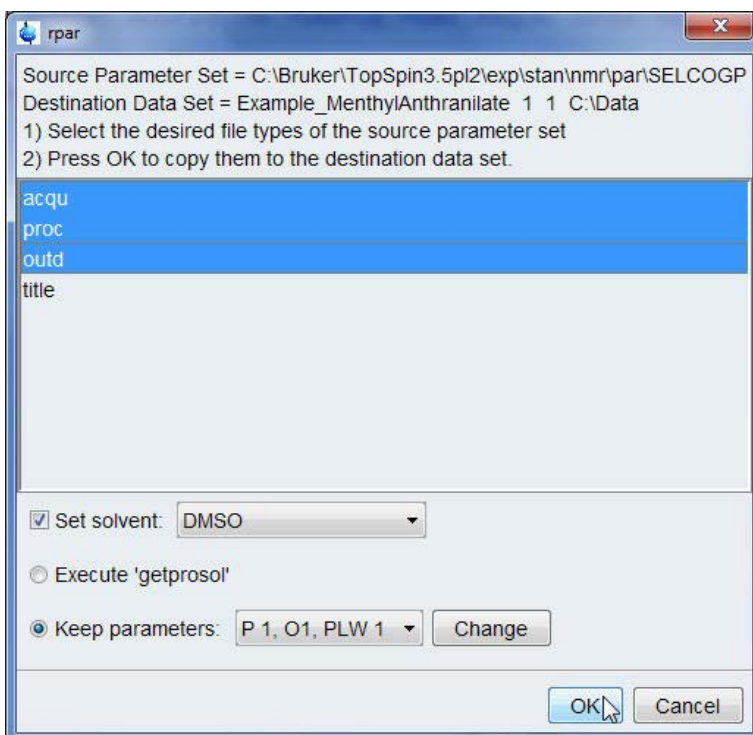 rpar
Source Parameter Set = C:\Bruker\TopSpin3.5pl2\exp\stan\nmr\par\SELCOGP
Destination Data Set = Example_MenthylAnthranilate 1 1 C:\Data
1) Select the desired file types of the source parameter set
2) Press OK to copy them to the destination data set.
acqu
proc
outd
title
Set solvent: DMSO
Execute 'getprosol'
Keep parameters: P 1, O1, PLW 1 Change
OK Cancel